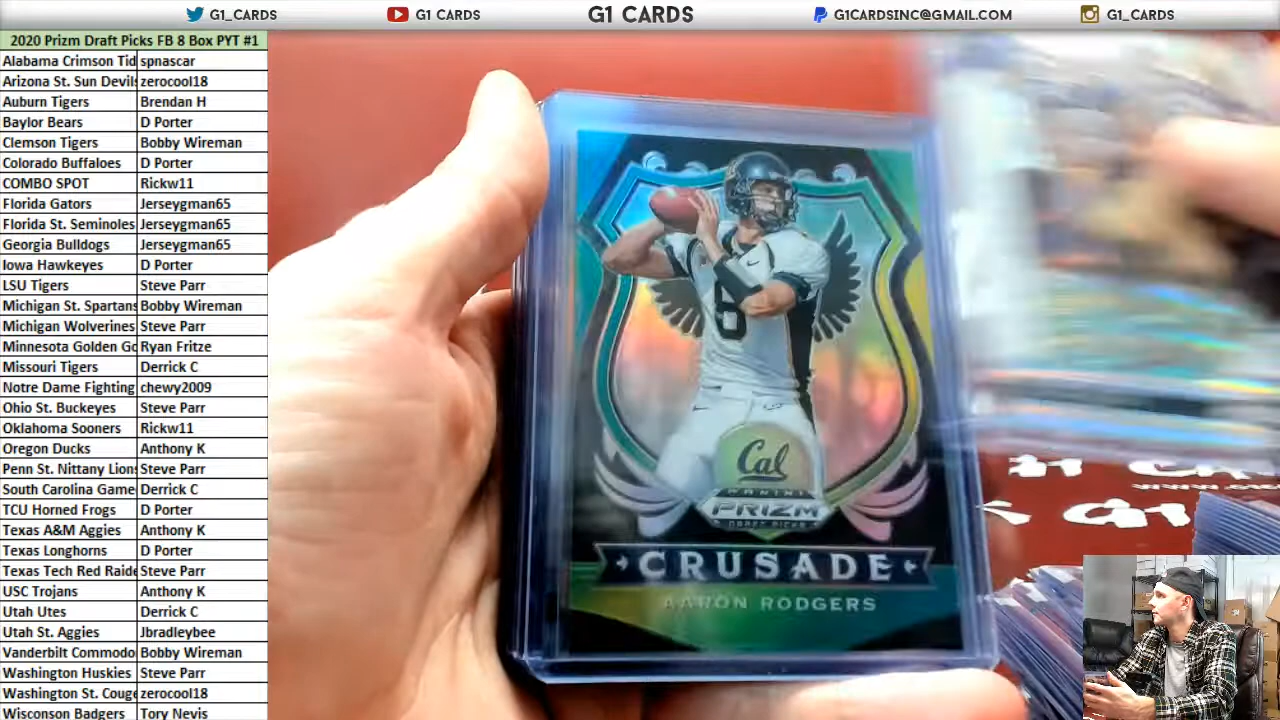 G1_CARDS
G1 CARDS
G1 CARDS
G1CARDSINC@GMAIL.COM
G1_CARDS
2020 Prizm Draft Picks FB 8 Box PYT #1
Alabama Crimson Tid spnascar
Arizona St. Sun Devils zerocool18
Auburn Tigers Brendan H
Baylor Bears D Porter
Clemson Tigers Bobby Wireman
Colorado Buffaloes D Porter
COMBO SPOT Rickw11
Florida Gators Jerseygman65
Florida St. Seminoles Jerseygman65
Georgia Bulldogs Jerseygman65
Iowa Hawkeyes D Porter
LSU Tigers Steve Parr
Michigan St. Spartans Bobby Wireman
Michigan Wolverines Steve Parr
Minnesota Golden Go Ryan Fritze
Missouri Tigers Derrick C
Notre Dame Fighting chewy2009
Ohio St. Buckeyes Steve Parr
Oklahoma Sooners Rickw11
Oregon Ducks Anthony K
Penn St. Nittany Lions Steve Parr
South Carolina Game Derrick C
TCU Horned Frogs D Porter
Texas A&M Aggies Anthony K
Texas Longhorns D Porter
Texas Tech Red Raide Steve Parr
USC Trojans Anthony K
Utah Utes Derrick C
Utah St. Aggies Jbradleybee
Vanderbilt Commodo Bobby Wireman
Washington Huskies Steve Parr
Washington St. Couge zerocool18
Wisconson Badgers Tory Nevis
8
Cal
PANINI
PRIZM
DRAFT PICKS
CRUSADE
AARON RODGERS